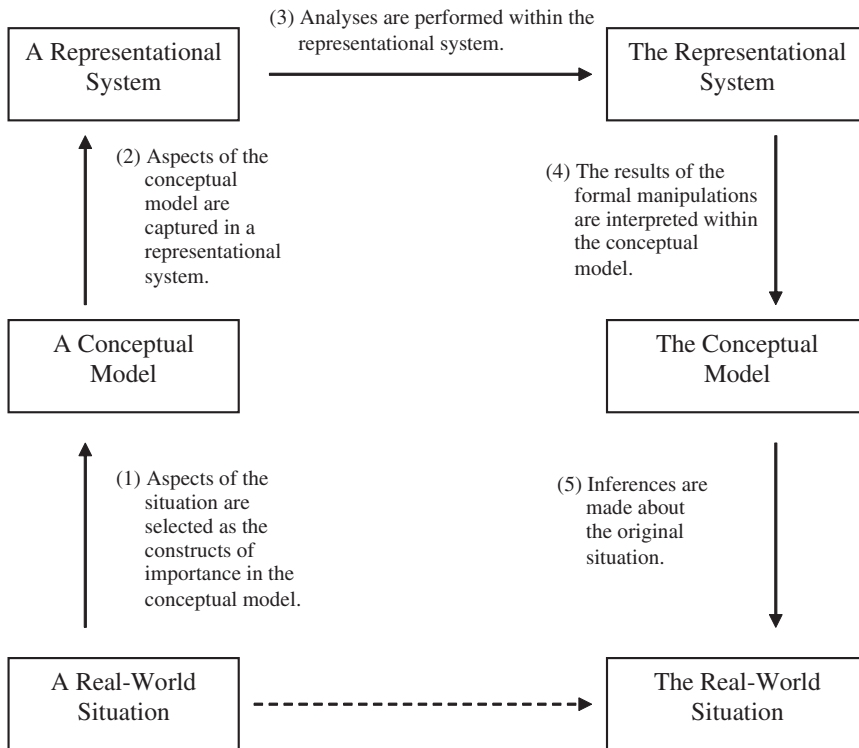 (3) Analyses are performed within the
representational system.
A Representational
System
The Representational
System
(2) Aspects of the
conceptual
model are
captured in a
representational
system.
(4) The results of the
formal manipulations
are interpreted within
the conceptual
model.
A Conceptual
Model
The Conceptual
Model
(1) Aspects of the
situation are
selected as the
constructs of
importance in the
conceptual model.
(5) Inferences are
made about
the original
situation.
A Real-World
Situation
The Real-World
Situation